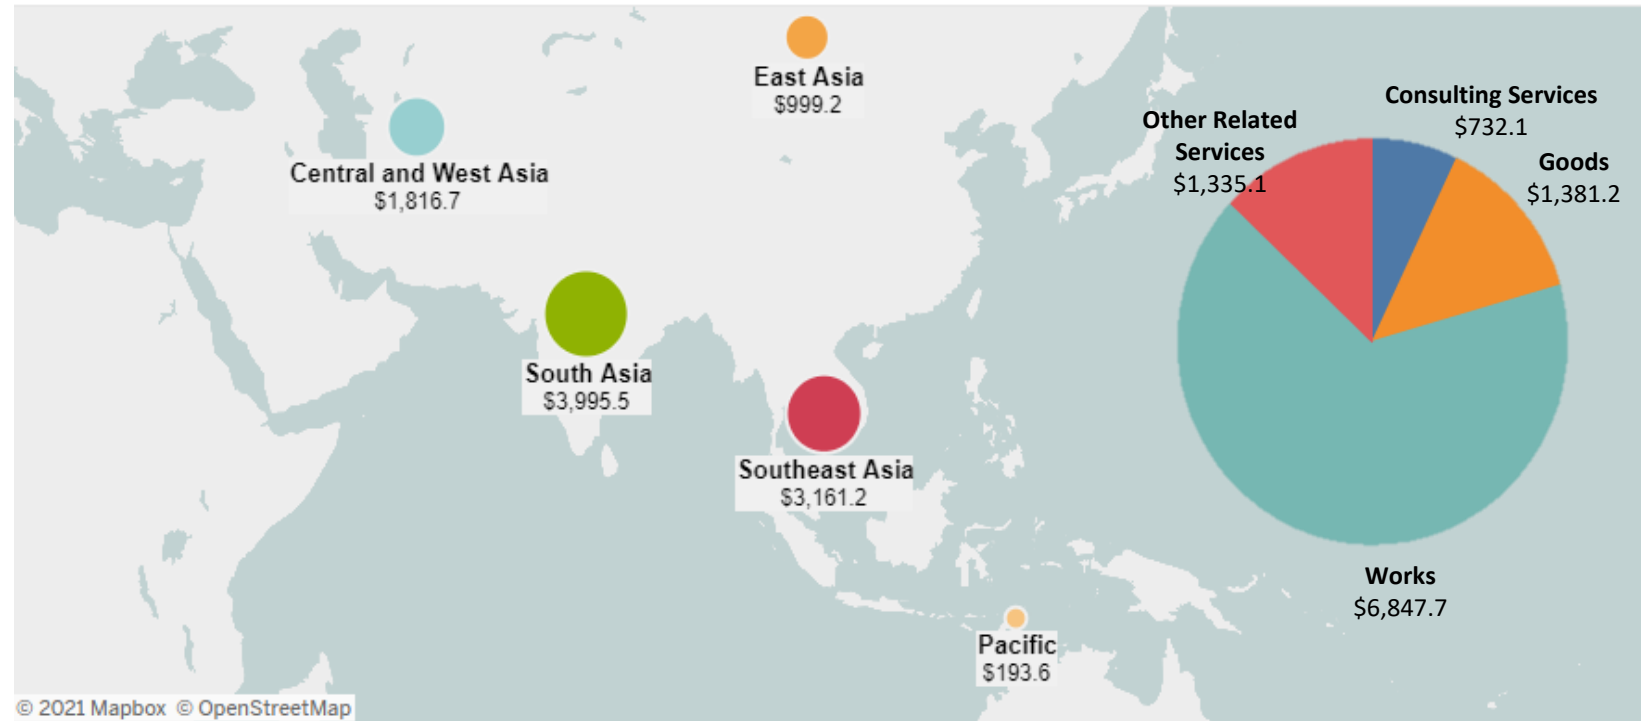 East Asia
$999.2
Central and West Asia
$1,816.7
South Asia
$3,995.5
Southeast Asia
$3,161.2
Pacific
$193.6
Consulting Services
$732.1
Other Related
Services
$1,335.1
Goods
$1,381.2
Works
$6,847.7
© 2021 Mapbox © OpenStreetMap